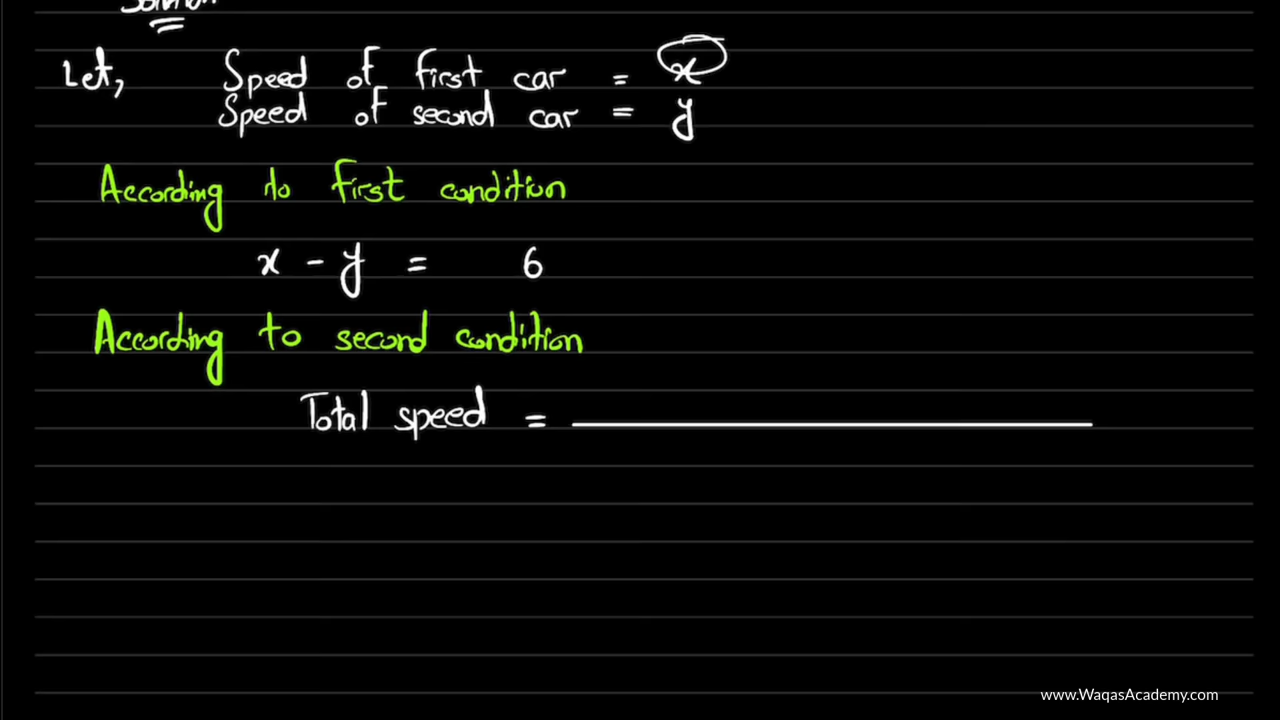 Solution
Let, Speed of first car = x
Speed of second car = y
According to first condition
x - y = 6
According to second condition
Total speed =
www.WaqasAcademy.com